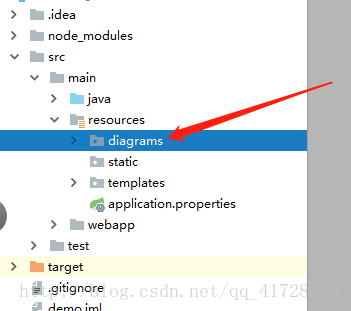 .idea
node_modules
src
main
java
resources
diagrams
static
templates
application.properties
webapp
test
target
.gitignore
http://blog.csdn.net/qq_41728
demo.iml